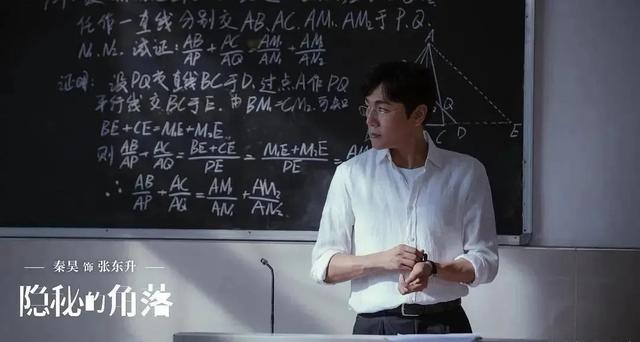 任作一直线分别交AB、AC、AM₁、AM₂于P.Q.
N₁.N₂. 试证: AB/AP + AC/AQ = AM₁/AN₁ + AM₂/AN₂
证明: 设PQ交直线BC于D. 过点A作PQ
平行线交BC于E. 由BM₁=CM₂. 可知
BE+CE=M₁E+M₂E
则 AB/AP + AC/AQ = BE+CE/DE = M₁E+M₂E/DE =
∴ AB/AP + AC/AQ = AM₁/AN₁ + AM₂/AN₂
A
Q
C D E
秦昊 饰 张东升
隐秘的角落